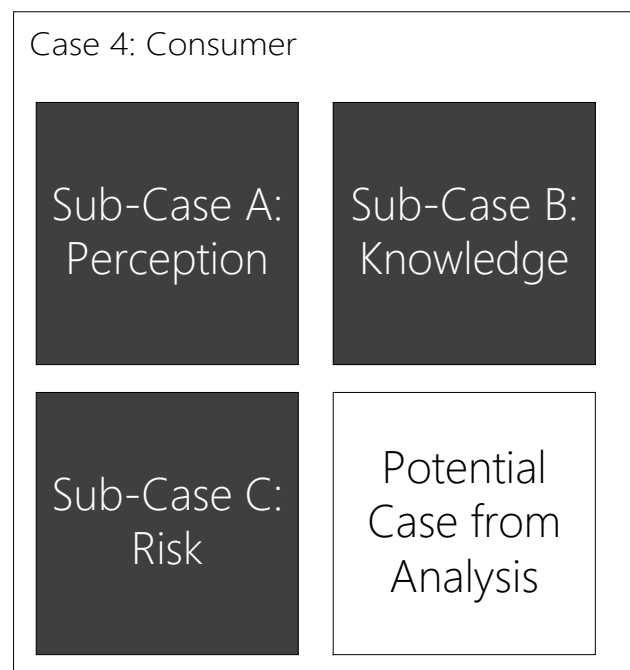 Case 4: Consumer
Sub-Case A:
Perception
Sub-Case B:
Knowledge
Sub-Case C:
Risk
Potential
Case from
Analysis